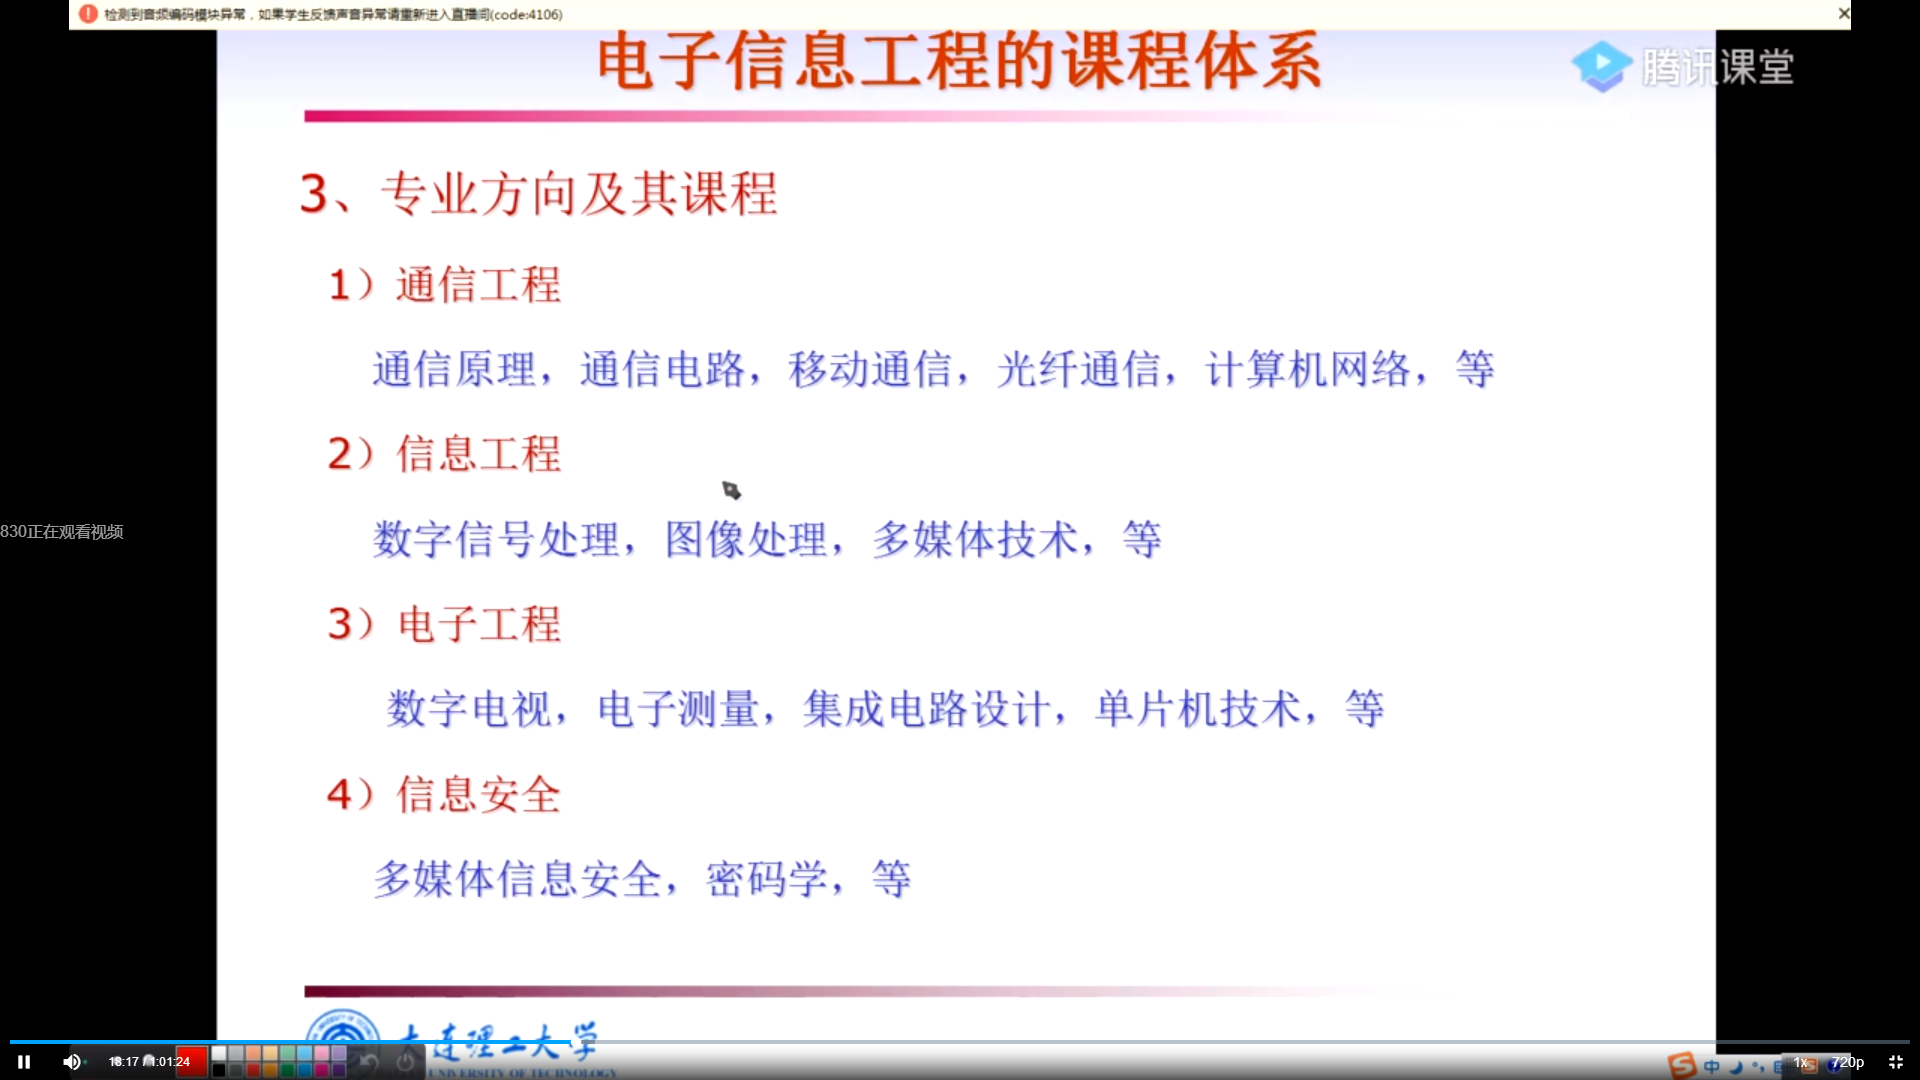 检测到音频编码模块异常，如果学生反馈声音异常请重新进入直播间(code:4106)
电子信息工程的课程体系
腾讯课堂
3、专业方向及其课程
1）通信工程
通信原理，通信电路，移动通信，光纤通信，计算机网络，等
2）信息工程
830正在观看视频
数字信号处理，图像处理，多媒体技术，等
3）电子工程
数字电视，电子测量，集成电路设计，单片机技术，等
4）信息安全
多媒体信息安全，密码学，等
大连理工大学
UNIVERSITY OF TECHNOLOGY
18:17 / 1:01:24
中
1x
720p